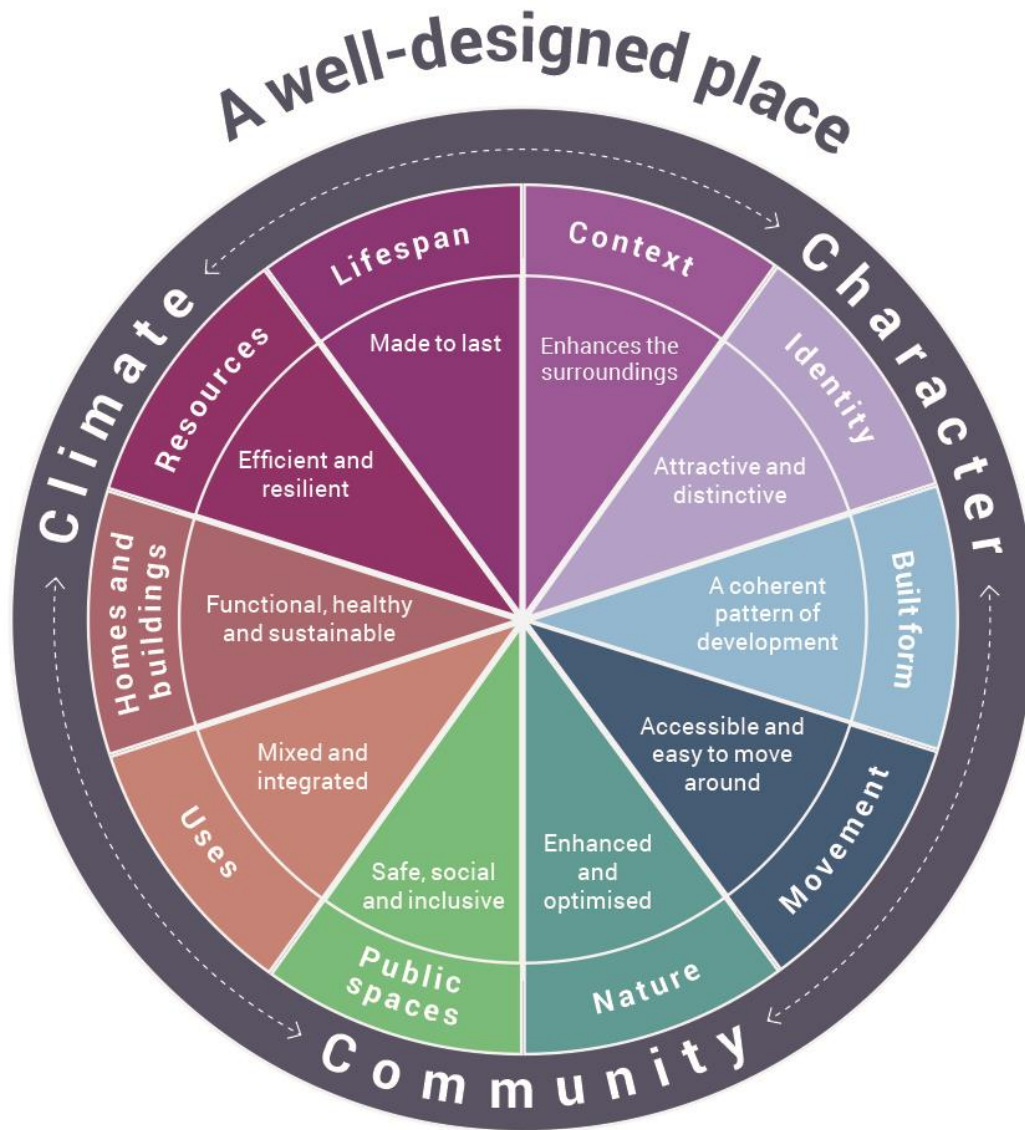 A well-designed place
Climate
Character
Community
Context
Enhances the
surroundings
Identity
Attractive and
distinctive
Built form
A coherent
pattern of
development
Movement
Accessible and
easy to move
around
Nature
Enhanced
and
optimised
Public
spaces
Safe, social
and inclusive
Uses
Mixed and
integrated
Homes and
buildings
Functional, healthy
and sustainable
Resources
Efficient and
resilient
Lifespan
Made to last